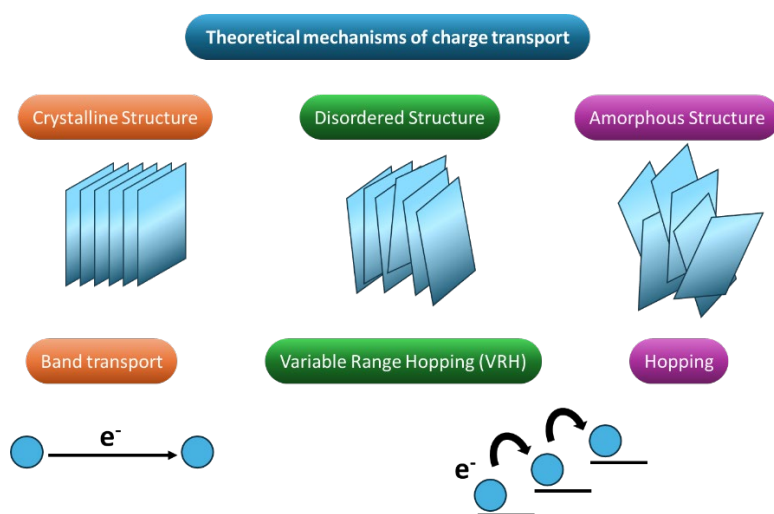 Theoretical mechanisms of charge transport
Crystalline Structure
Disordered Structure
Amorphous Structure
Band transport
Variable Range Hopping (VRH)
Hopping
e-
e-